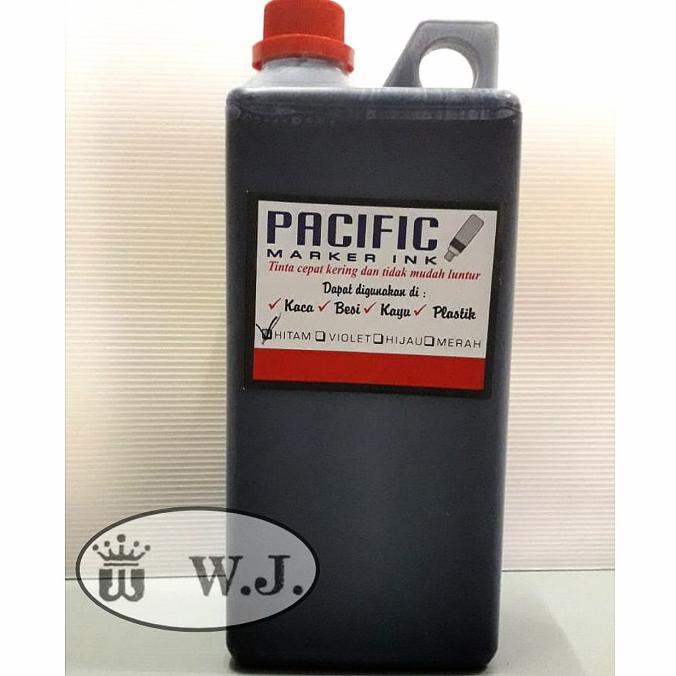 PACIFIC
MARKER INK
Tinta cepat kering dan tidak mudah luntur
Dapat digunakan di :
✓ Kaca ✓ Besi ✓ Kayu ✓ Plastik
☑ HITAM ☐ VIOLET ☐ HIJAU ☐ MERAH
W W.J.